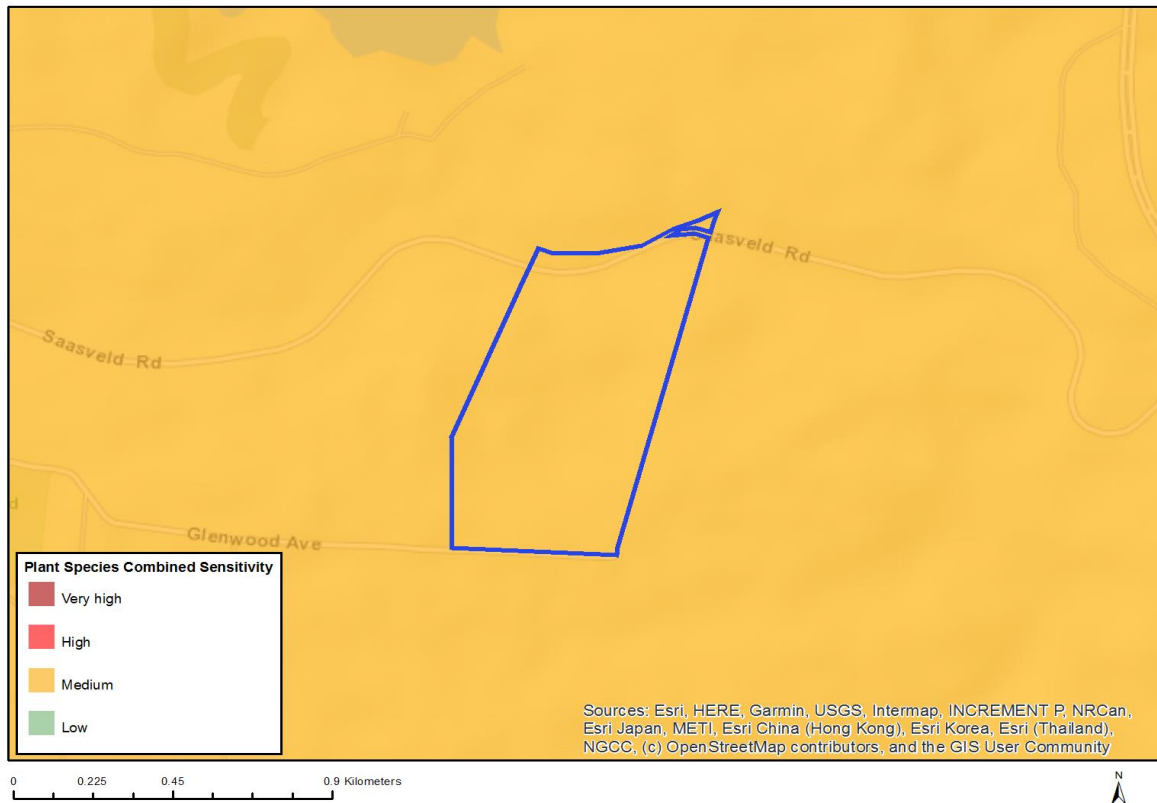 Saasveld Rd
Saasveld Rd
d
Glenwood Ave
Plant Species Combined Sensitivity
Very high
High
Medium
Low
Sources: Esri, HERE, Garmin, USGS, Intermap, INCREMENT P, NRCan,
Esri Japan, METI, Esri China (Hong Kong), Esri Korea, Esri (Thailand),
NGCC, (c) OpenStreetMap contributors, and the GIS User Community
0 0.225 0.45 0.9 Kilometers
N